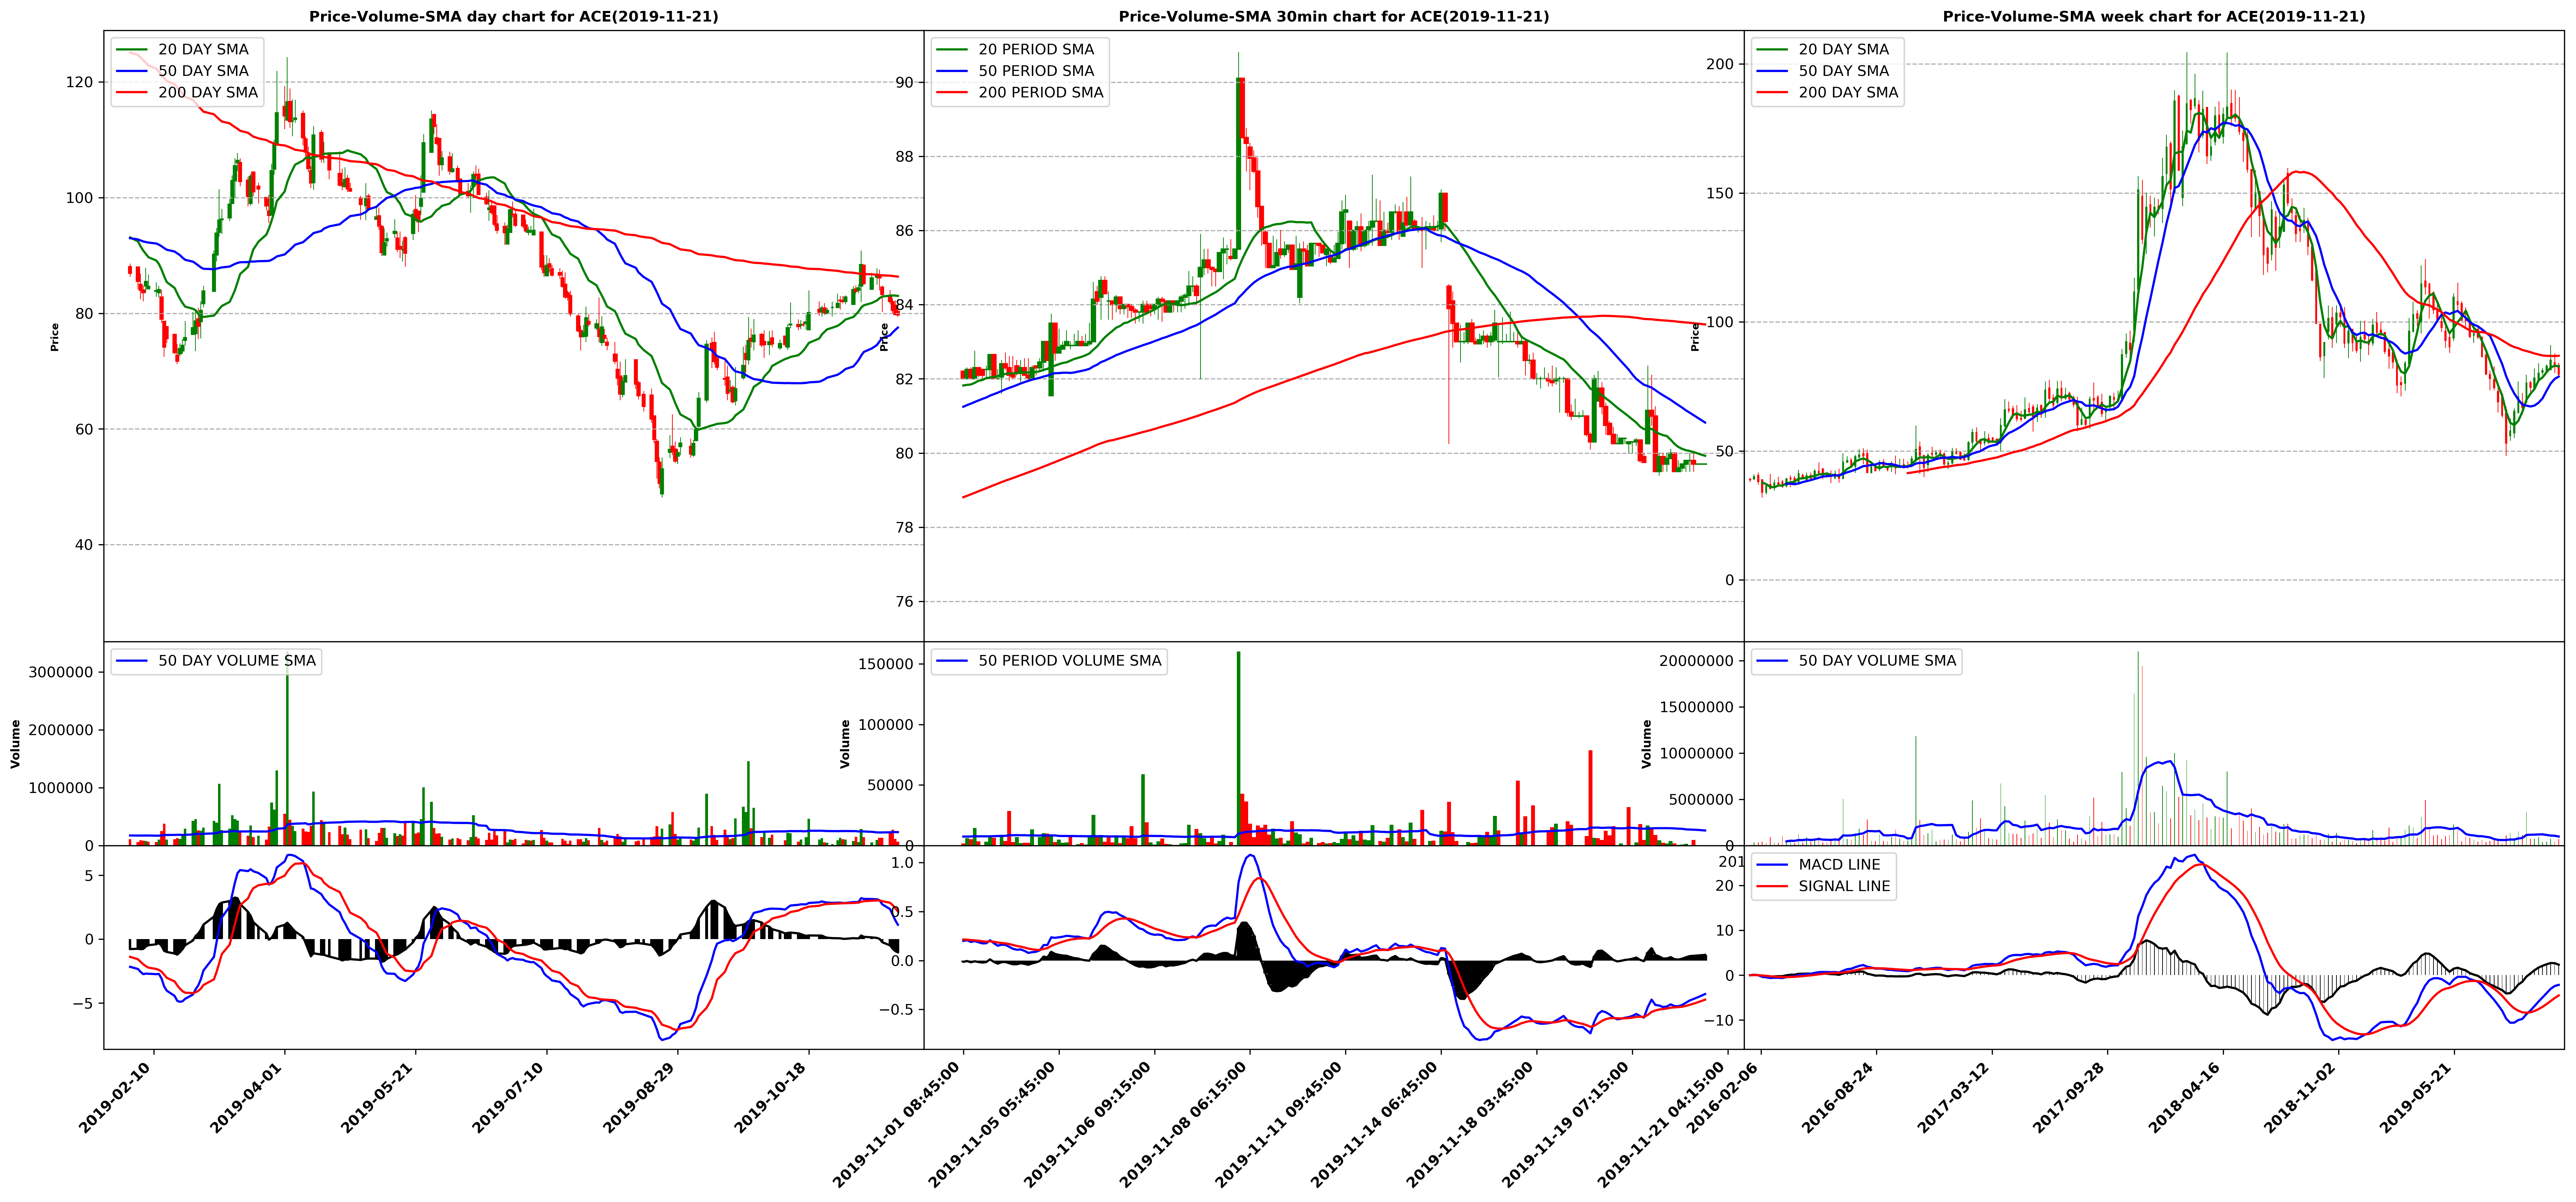 Price-Volume-SMA day chart for ACE(2019-11-21)
20 DAY SMA
50 DAY SMA
200 DAY SMA
120
100
80
60
40
Price
50 DAY VOLUME SMA
3000000
2000000
1000000
0
Volume
5
0
−5
2019-02-10
2019-04-01
2019-05-21
2019-07-10
2019-08-29
2019-10-18
Price-Volume-SMA 30min chart for ACE(2019-11-21)
20 PERIOD SMA
50 PERIOD SMA
200 PERIOD SMA
90
88
86
84
82
80
78
76
Price
50 PERIOD VOLUME SMA
150000
100000
50000
0
Volume
1.0
0.5
0.0
−0.5
2019-11-01 08:45:00
2019-11-05 05:45:00
2019-11-06 09:15:00
2019-11-08 06:15:00
2019-11-11 09:45:00
2019-11-14 06:45:00
2019-11-18 03:45:00
2019-11-19 07:15:00
2019-11-21 04:15:00
Price-Volume-SMA week chart for ACE(2019-11-21)
20 DAY SMA
50 DAY SMA
200 DAY SMA
200
150
100
50
0
Price
50 DAY VOLUME SMA
20000000
15000000
10000000
5000000
0
Volume
201
MACD LINE
SIGNAL LINE
20
10
0
−10
2016-02-06
2016-08-24
2017-03-12
2017-09-28
2018-04-16
2018-11-02
2019-05-21